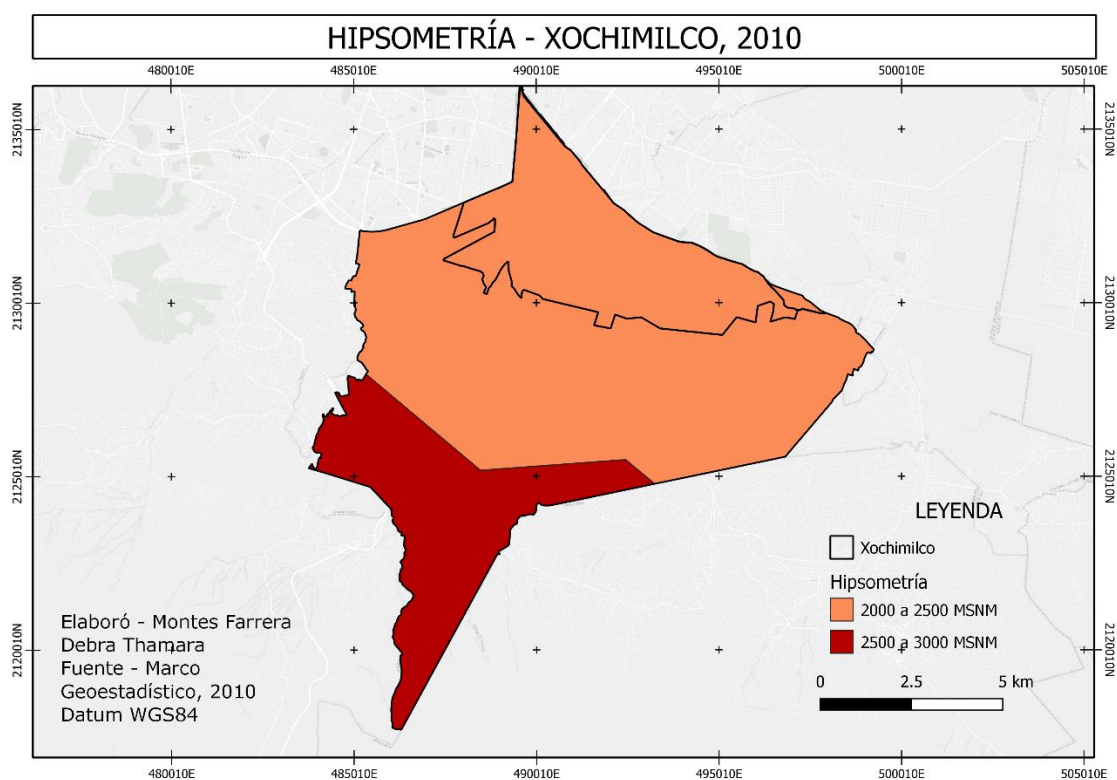 HIPSOMETRÍA - XOCHIMILCO, 2010
480010E 485010E 490010E 495010E 500010E 505010E
2135010N 2135010N
2130010N 2130010N
2125010N 2125010N
2120010N 2120010N
LEYENDA
Xochimilco
Hipsometría
2000 a 2500 MSNM
2500 a 3000 MSNM
0 2.5 5 km
Elaboró - Montes Farrera
Debra Thamara
Fuente - Marco
Geoestadístico, 2010
Datum WGS84
480010E 485010E 490010E 495010E 500010E 505010E